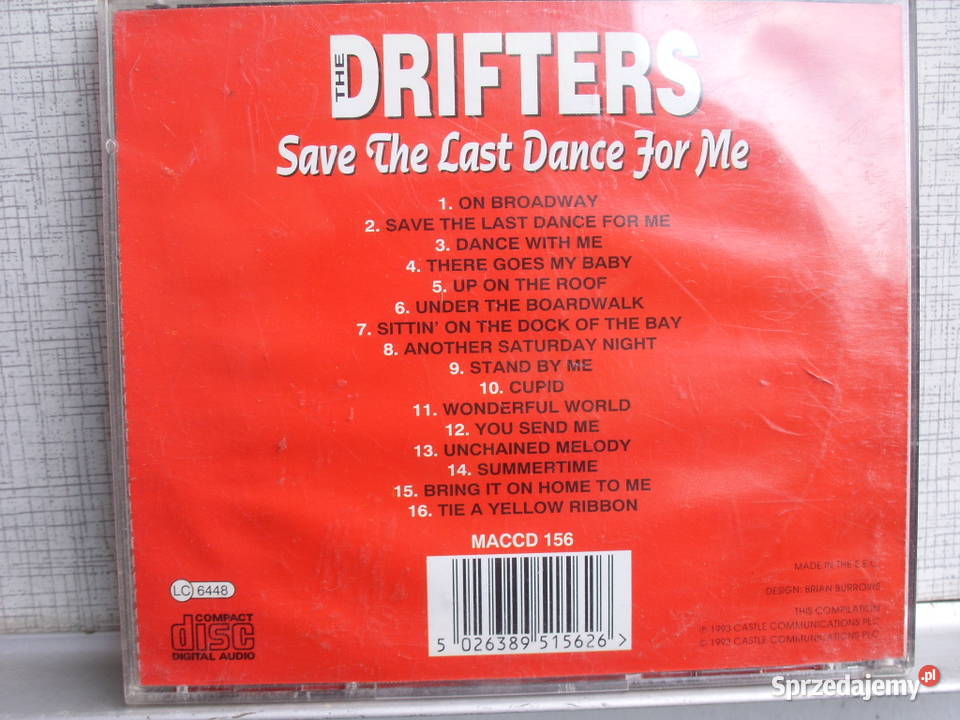 THE DRIFTERS
Save The Last Dance For Me
1. ON BROADWAY
2. SAVE THE LAST DANCE FOR ME
3. DANCE WITH ME
4. THERE GOES MY BABY
5. UP ON THE ROOF
6. UNDER THE BOARDWALK
7. SITTIN' ON THE DOCK OF THE BAY
8. ANOTHER SATURDAY NIGHT
9. STAND BY ME
10. CUPID
11. WONDERFUL WORLD
12. YOU SEND ME
13. UNCHAINED MELODY
14. SUMMERTIME
15. BRING IT ON HOME TO ME
16. TIE A YELLOW RIBBON
MACCD 156
LC 6448
COMPACT
disc
DIGITAL AUDIO
5 026389 515626 >
MADE IN THE E.E.C.
DESIGN: BRIAN BURROWS
THIS COMPILATION
℗ 1993 CASTLE COMMUNICATIONS PLC
© 1993 CASTLE COMMUNICATIONS PLC
Sprzedajemy.pl